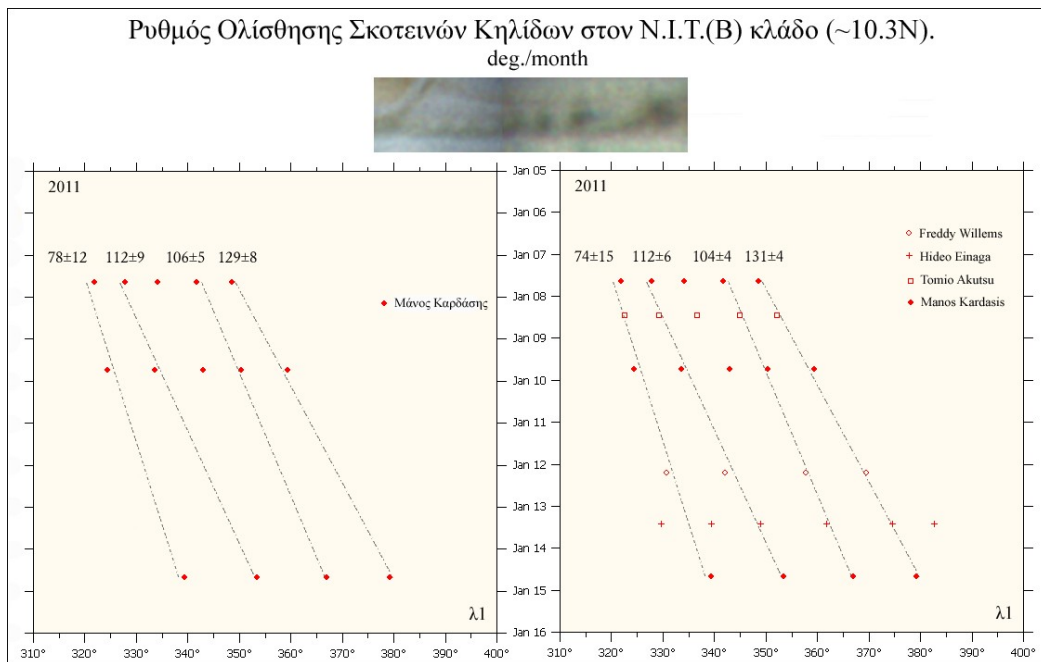 Ρυθμός Ολίσθησης Σκοτεινών Κηλίδων στον N.I.T.(B) κλάδο (~10.3N).
deg./month
2011
78±12 112±9 106±5 129±8
Μάνος Καρδάσης
λ1
310° 320° 330° 340° 350° 360° 370° 380° 390° 400°
Jan 05
Jan 06
Jan 07
Jan 08
Jan 09
Jan 10
Jan 11
Jan 12
Jan 13
Jan 14
Jan 15
Jan 16
2011
74±15 112±6 104±4 131±4
Freddy Willems
Hideo Einaga
Tomio Akutsu
Manos Kardasis
λ1
310° 320° 330° 340° 350° 360° 370° 380° 390° 400°